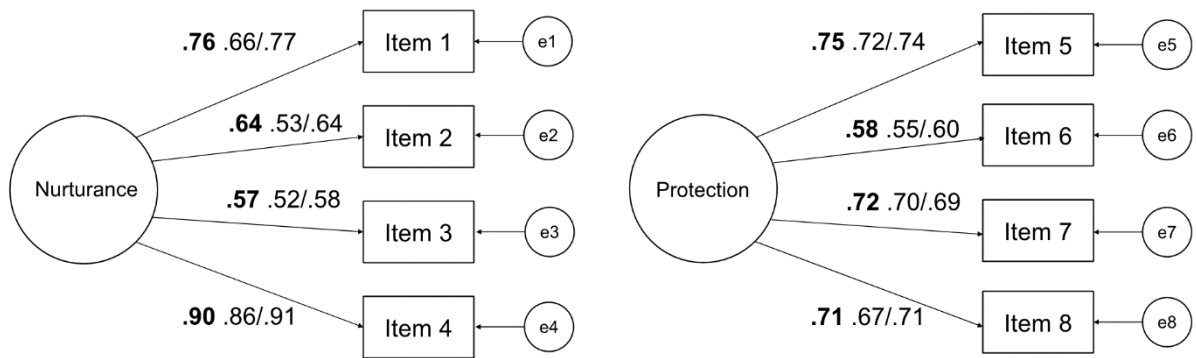 .76 .66/.77
Item 1
e1
.64 .53/.64
Item 2
e2
Nurturance
.57 .52/.58
Item 3
e3
.90 .86/.91
Item 4
e4
.75 .72/.74
Item 5
e5
.58 .55/.60
Item 6
e6
Protection
.72 .70/.69
Item 7
e7
.71 .67/.71
Item 8
e8